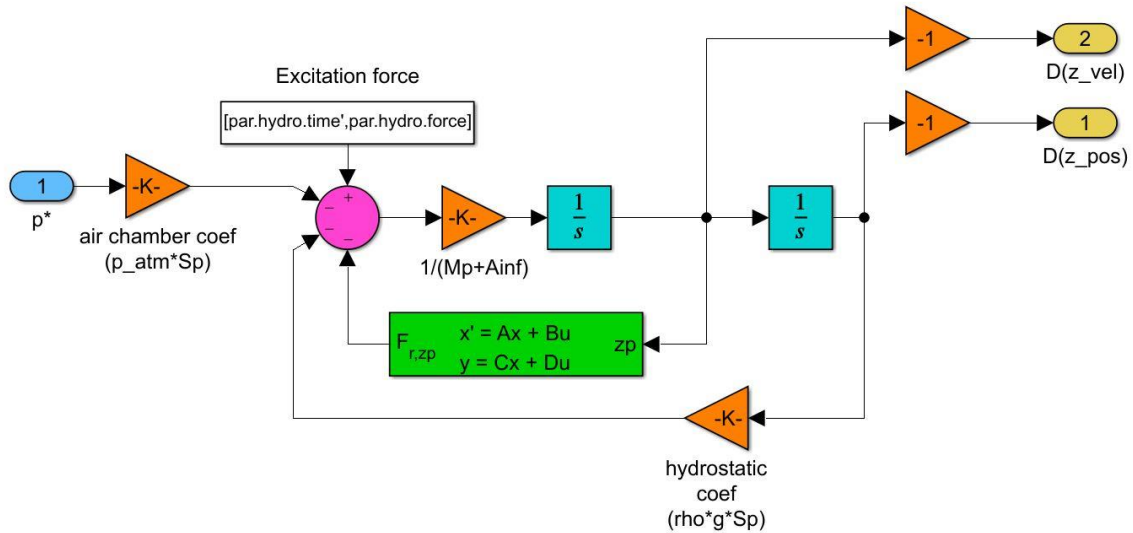 -1
2
D(z_vel)
Excitation force
[par.hydro.time',par.hydro.force]
-1
1
D(z_pos)
1
p*
-K-
air chamber coef
(p_atm*Sp)
+
−
−
−
-K-
1/(Mp+Ainf)
1
s
1
s
F_r,zp
x' = Ax + Bu
y = Cx + Du
zp
-K-
hydrostatic
coef
(rho*g*Sp)